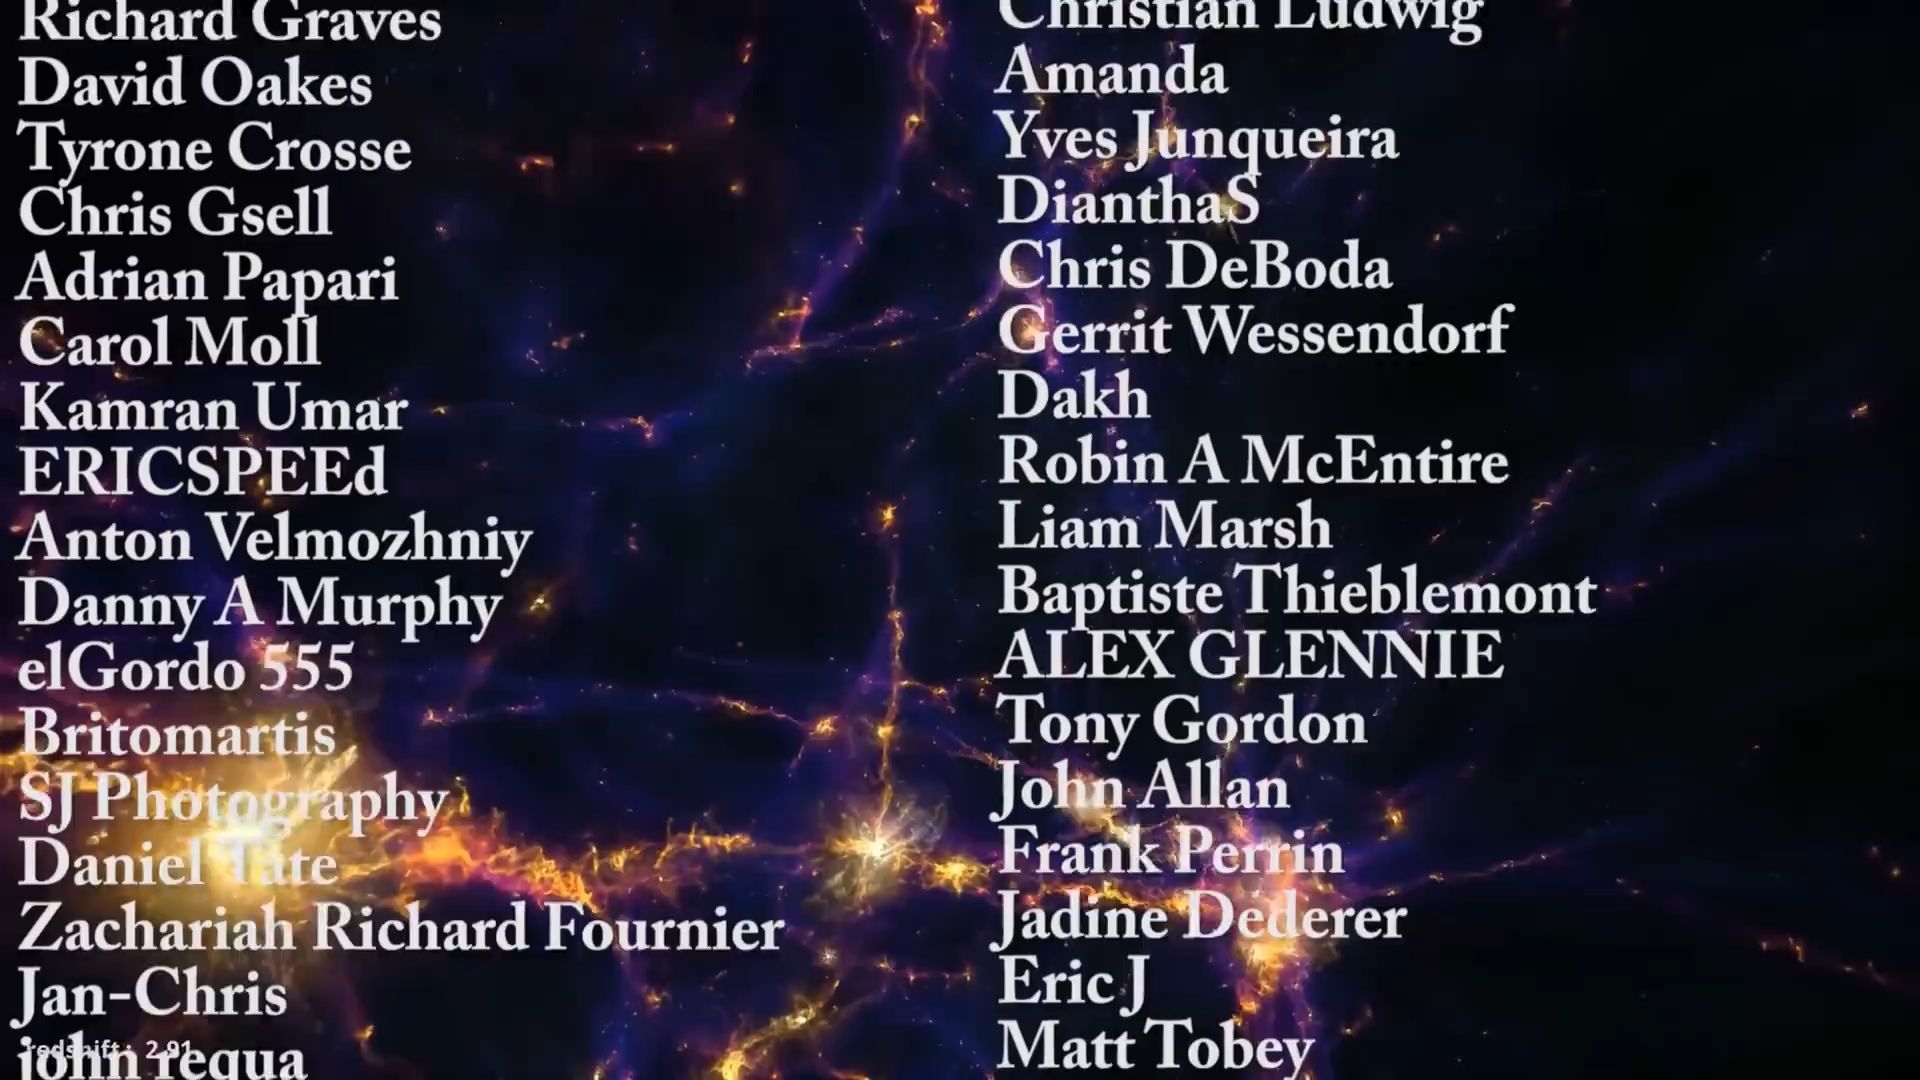 Richard Graves
David Oakes
Tyrone Crosse
Chris Gsell
Adrian Papari
Carol Moll
Kamran Umar
ERICSPEEd
Anton Velmozhniy
Danny A Murphy
elGordo 555
Britomartis
SJ Photography
Daniel Tate
Zachariah Richard Fournier
Jan-Chris
john requa
redshift : 2.91
Christian Ludwig
Amanda
Yves Junqueira
DianthaS
Chris DeBoda
Gerrit Wessendorf
Dakh
Robin A McEntire
Liam Marsh
Baptiste Thieblemont
ALEX GLENNIE
Tony Gordon
John Allan
Frank Perrin
Jadine Dederer
Eric J
Matt Tobey